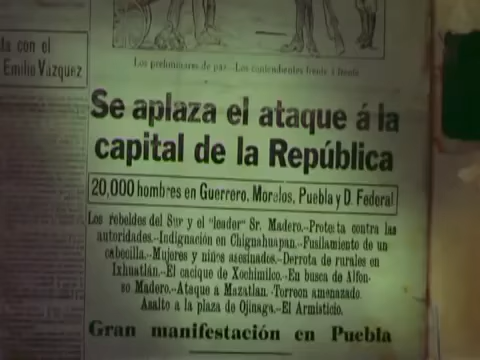 Los preliminares de paz.-Los contendientes frente á frente
la con el
Emilio Vazquez
Se aplaza el ataque á la
capital de la República
20,000 hombres en Guerrero, Morelos, Puebla y D. Federal
Los rebeldes del Sur y el "leader" Sr. Madero.-Protesta contra las
autoridades.-Indignación en Chignahuapan.-Fusilamiento de un
cabecilla.-Mujeres y niños asesinados.-Derrota de rurales en
Ixhuatlán.-El cacique de Xochimilco.-En busca de Alfon-
so Madero.-Ataque a Mazatlan.-Torreon amenazado.
Asalto a la plaza de Ojinaga.-El Armisticio.
Gran manifestación en Puebla